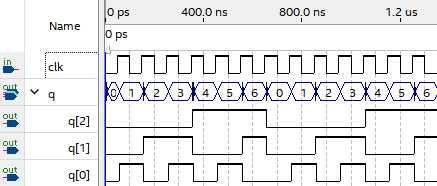 Name 0 ps 400.0 ns 800.0 ns 1.2 us
0 ps
in clk
out q 0 1 2 3 4 5 6 0 1 2 3 4 5 6
out q[2]
out q[1]
out q[0]